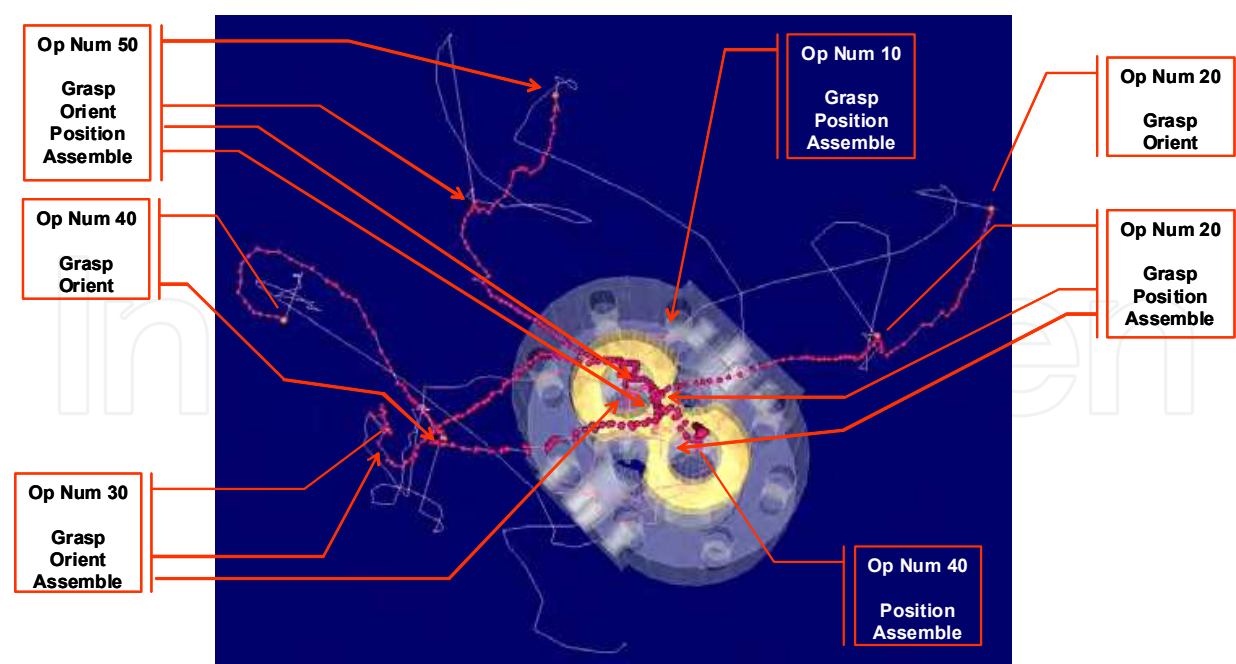 Op Num 50
Grasp
Orient
Position
Assemble
Op Num 10
Grasp
Position
Assemble
Op Num 20
Grasp
Orient
Op Num 40
Grasp
Orient
Op Num 20
Grasp
Position
Assemble
Op Num 30
Grasp
Orient
Assemble
Op Num 40
Position
Assemble